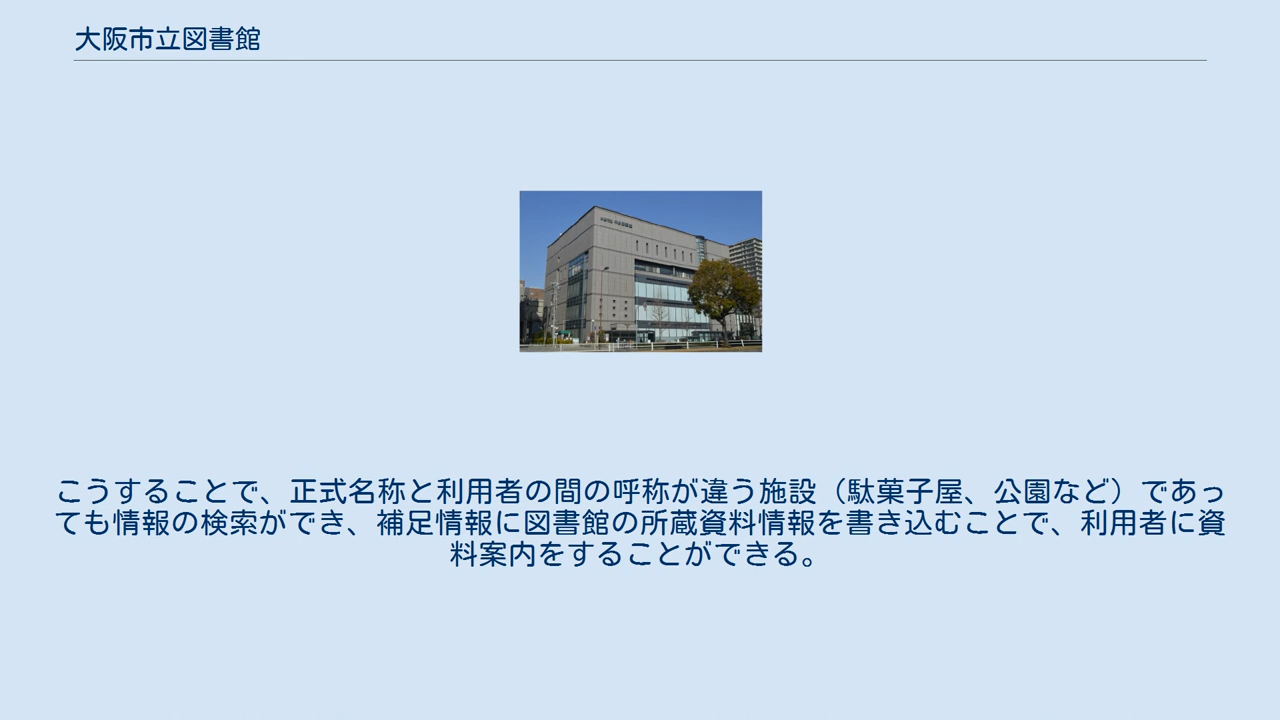 大阪市立図書館
こうすることで、正式名称と利用者の間の呼称が違う施設（駄菓子屋、公園など）であっ
ても情報の検索ができ、補足情報に図書館の所蔵資料情報を書き込むことで、利用者に資
料案内をすることができる。